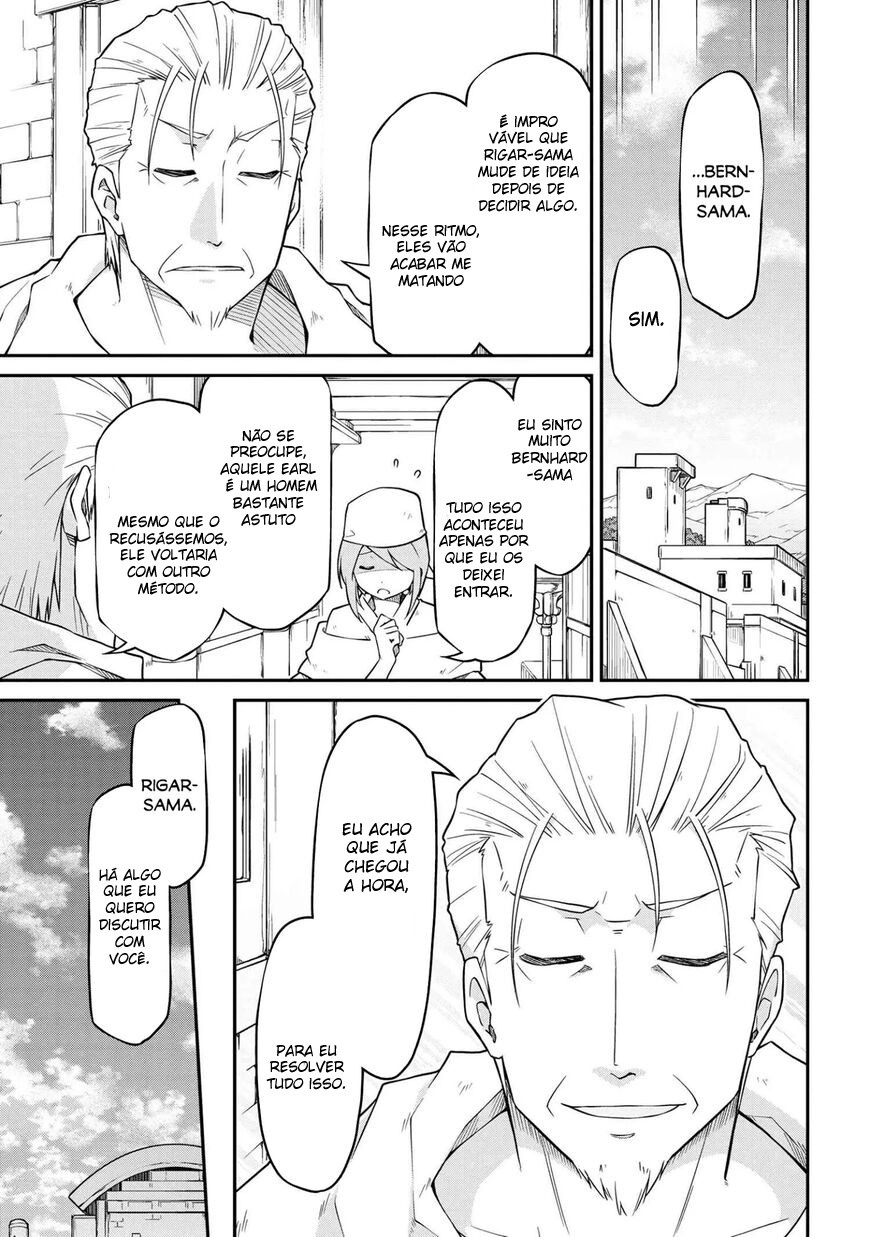 ...BERN-
HARD-
SAMA.
SIM.
É IMPRO
VÁVEL QUE
RIGAR-SAMA
MUDE DE IDEIA
DEPOIS DE
DECIDIR ALGO.
NESSE RITMO,
ELES VÃO
ACABAR ME
MATANDO
EU SINTO
MUITO
BERNHARD
-SAMA
TUDO ISSO
ACONTECEU
APENAS POR
QUE EU OS
DEIXEI
ENTRAR.
NÃO SE
PREOCUPE,
AQUELE EARL
É UM HOMEM
BASTANTE
ASTUTO
MESMO QUE O
RECUSÁSSEMOS,
ELE VOLTARIA
COM OUTRO
MÉTODO.
EU ACHO
QUE JÁ
CHEGOU
A HORA,
PARA EU
RESOLVER
TUDO ISSO.
RIGAR-
SAMA.
HÁ ALGO
QUE EU
QUERO
DISCUTIR
COM
VOCÊ.